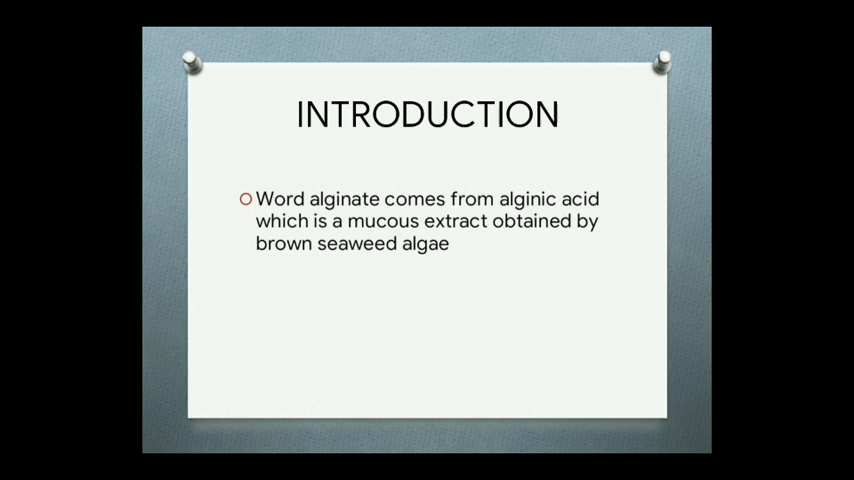 INTRODUCTION
Word alginate comes from alginic acid
which is a mucous extract obtained by
brown seaweed algae